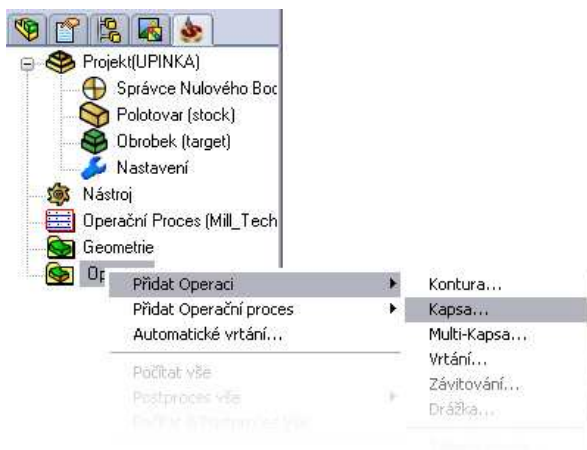 Projekt(UPINKA)
Správce Nulového Boc
Polotovar (stock)
Obrobek (target)
Nastavení
Nástroj
Operační Proces (Mill_Tech
Geometrie
Op
Přidat Operaci
Přidat Operační proces
Automatické vrtání...
Počítat vše
Postproces vše
Kontura...
Kapsa...
Multi-Kapsa...
Vrtání...
Závitování...
Drážka...